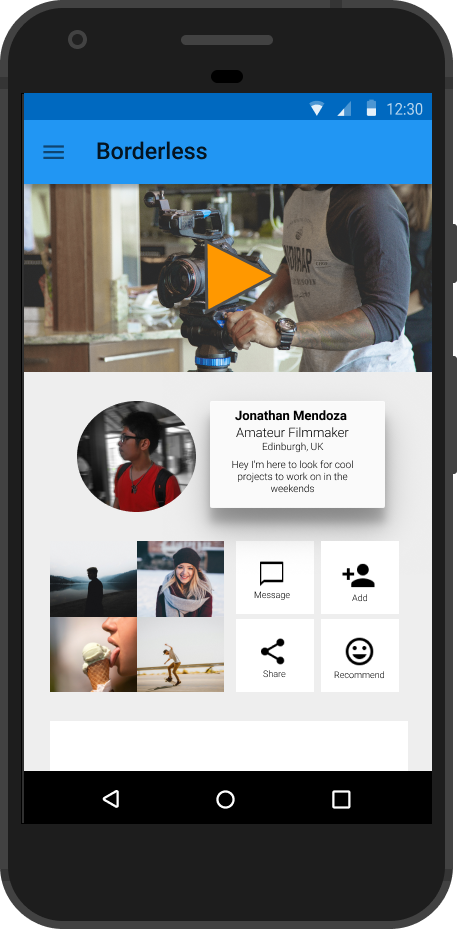 12:30
Borderless
Jonathan Mendoza
Amateur Filmmaker
Edinburgh, UK
Hey I'm here to look for cool
projects to work on in the
weekends
Message
Add
Share
Recommend